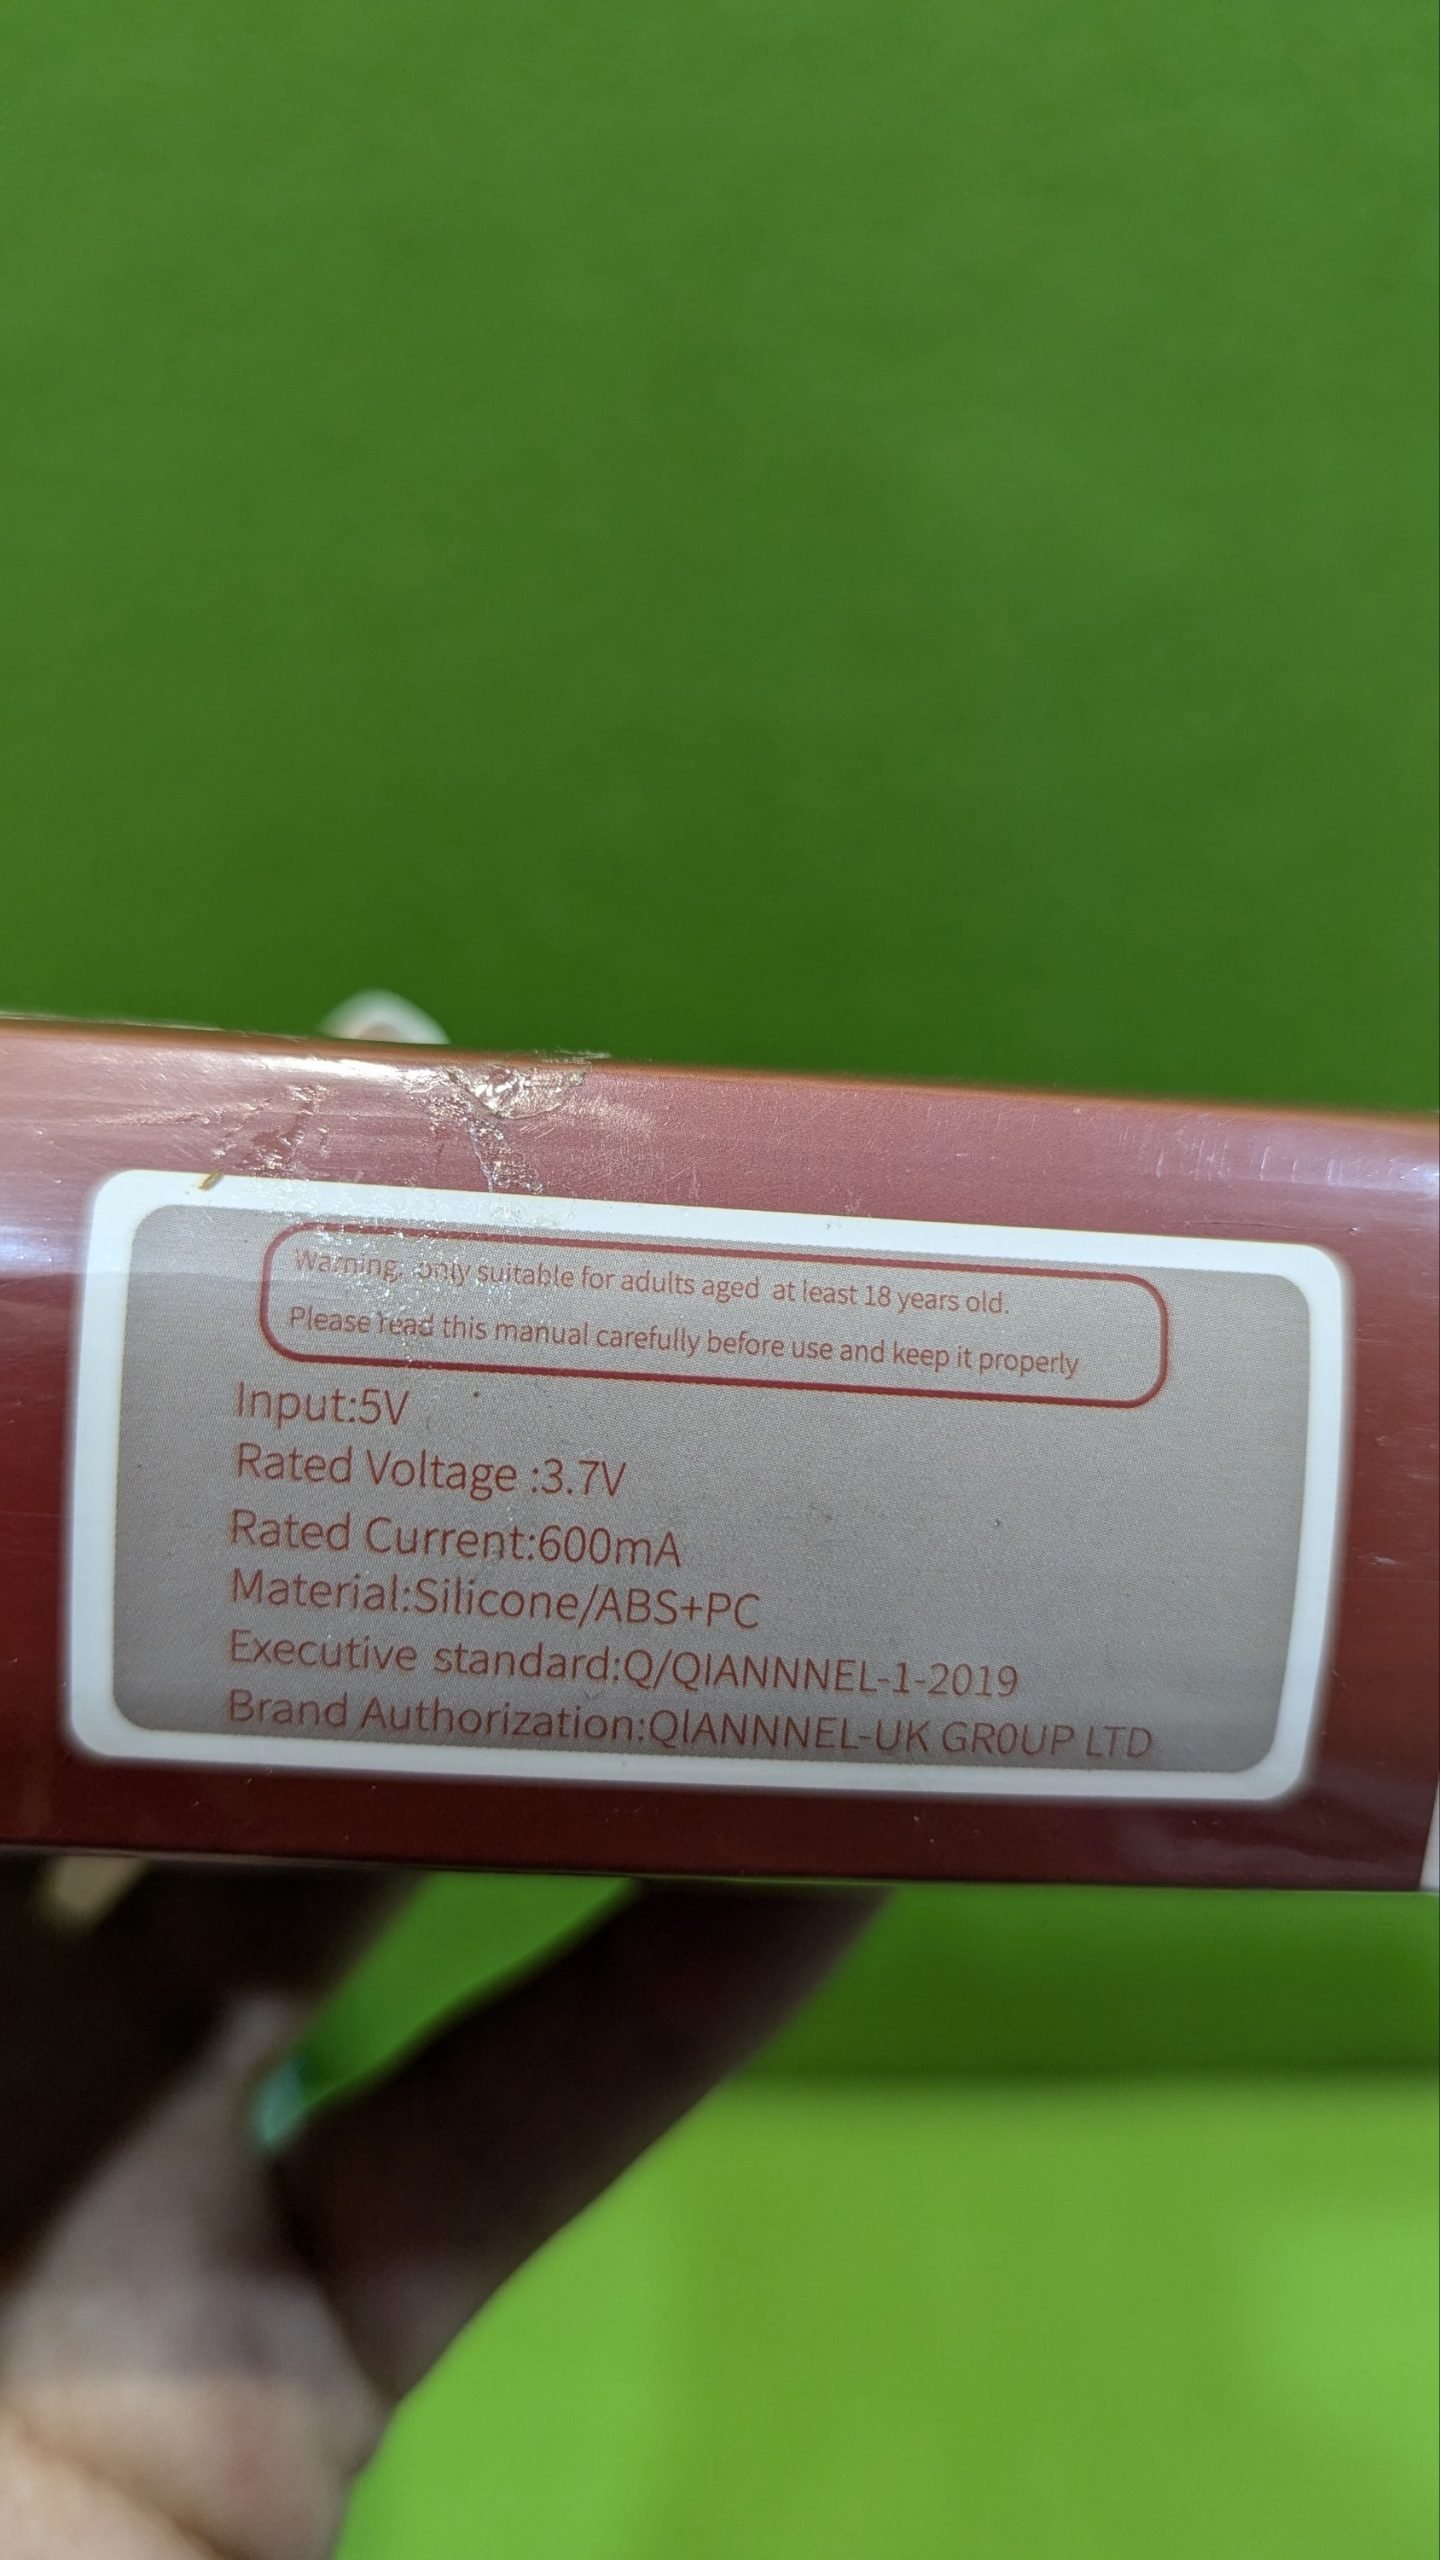 Warning, only suitable for adults aged at least 18 years old.
Please read this manual carefully before use and keep it properly
Input:5V
Rated Voltage :3.7V
Rated Current:600mA
Material:Silicone/ABS+PC
Executive standard:Q/QIANNNEL-1-2019
Brand Authorization:QIANNNEL-UK GROUP LTD